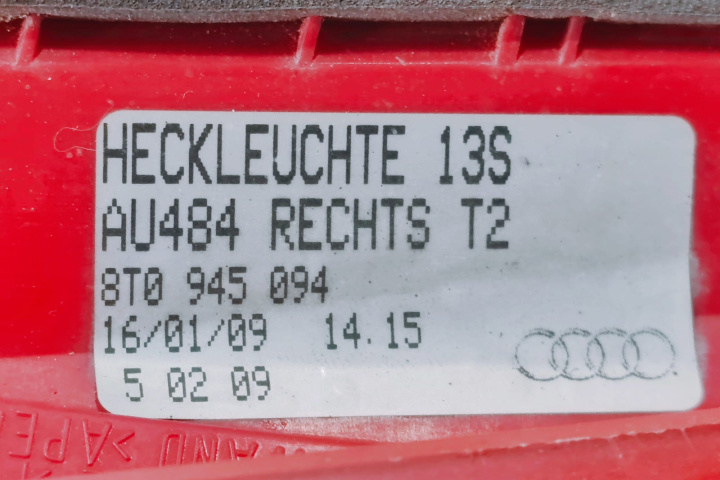 HECKLEUCHTE 13S
AU484 RECHTS T2
8T0 945 094
16/01/09 14.15
5 02 09